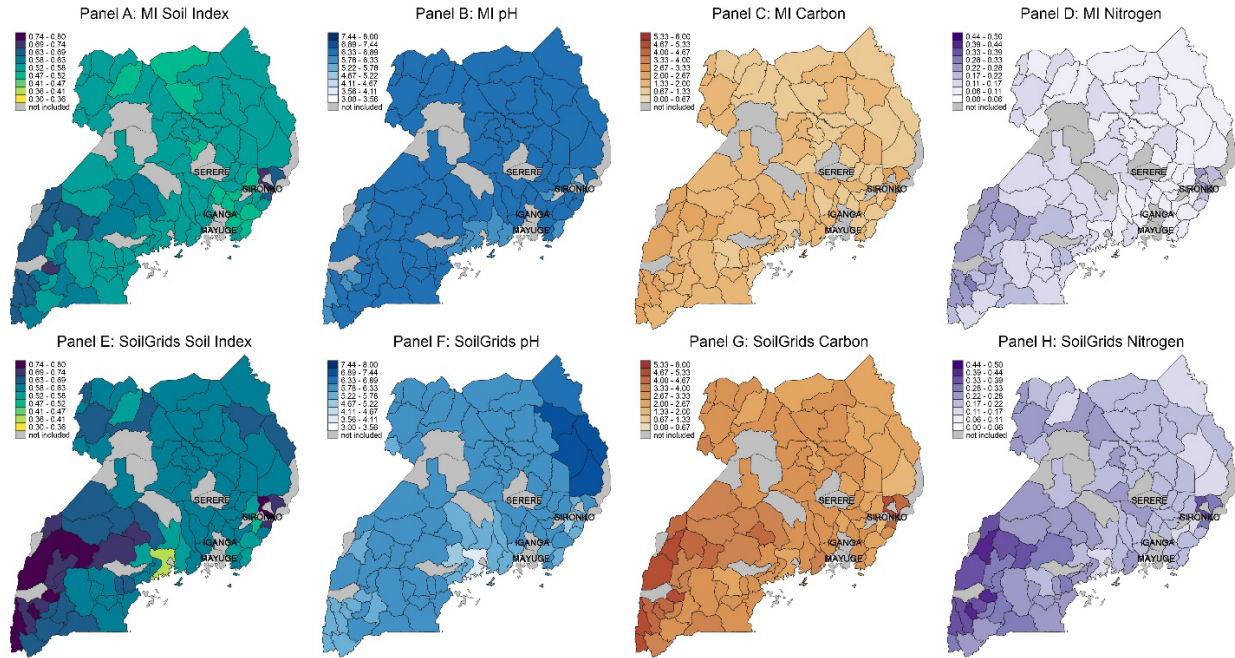 Panel A: MI Soil Index
0.74 - 0.80
0.69 - 0.74
0.63 - 0.69
0.58 - 0.63
0.52 - 0.58
0.47 - 0.52
0.41 - 0.47
0.36 - 0.41
0.30 - 0.36
not included
SERERE
SIRONKO
IGANGA
MAYUGE
Panel B: MI pH
7.44 - 8.00
6.89 - 7.44
6.33 - 6.89
5.78 - 6.33
5.22 - 5.78
4.67 - 5.22
4.11 - 4.67
3.56 - 4.11
3.00 - 3.56
not included
SERERE
SIRONKO
IGANGA
MAYUGE
Panel C: MI Carbon
5.33 - 6.00
4.67 - 5.33
4.00 - 4.67
3.33 - 4.00
2.67 - 3.33
2.00 - 2.67
1.33 - 2.00
0.67 - 1.33
0.00 - 0.67
not included
SERERE
SIRONKO
IGANGA
MAYUGE
Panel D: MI Nitrogen
0.44 - 0.50
0.39 - 0.44
0.33 - 0.39
0.28 - 0.33
0.22 - 0.28
0.17 - 0.22
0.11 - 0.17
0.06 - 0.11
0.00 - 0.06
not included
SERERE
SIRONKO
IGANGA
MAYUGE
Panel E: SoilGrids Soil Index
0.74 - 0.80
0.69 - 0.74
0.63 - 0.69
0.58 - 0.63
0.52 - 0.58
0.47 - 0.52
0.41 - 0.47
0.36 - 0.41
0.30 - 0.36
not included
SERERE
SIRONKO
IGANGA
MAYUGE
Panel F: SoilGrids pH
7.44 - 8.00
6.89 - 7.44
6.33 - 6.89
5.78 - 6.33
5.22 - 5.78
4.67 - 5.22
4.11 - 4.67
3.56 - 4.11
3.00 - 3.56
not included
SERERE
SIRONKO
IGANGA
MAYUGE
Panel G: SoilGrids Carbon
5.33 - 6.00
4.67 - 5.33
4.00 - 4.67
3.33 - 4.00
2.67 - 3.33
2.00 - 2.67
1.33 - 2.00
0.67 - 1.33
0.00 - 0.67
not included
SERERE
SIRONKO
IGANGA
MAYUGE
Panel H: SoilGrids Nitrogen
0.44 - 0.50
0.39 - 0.44
0.33 - 0.39
0.28 - 0.33
0.22 - 0.28
0.17 - 0.22
0.11 - 0.17
0.06 - 0.11
0.00 - 0.06
not included
SERERE
SIRONKO
IGANGA
MAYUGE